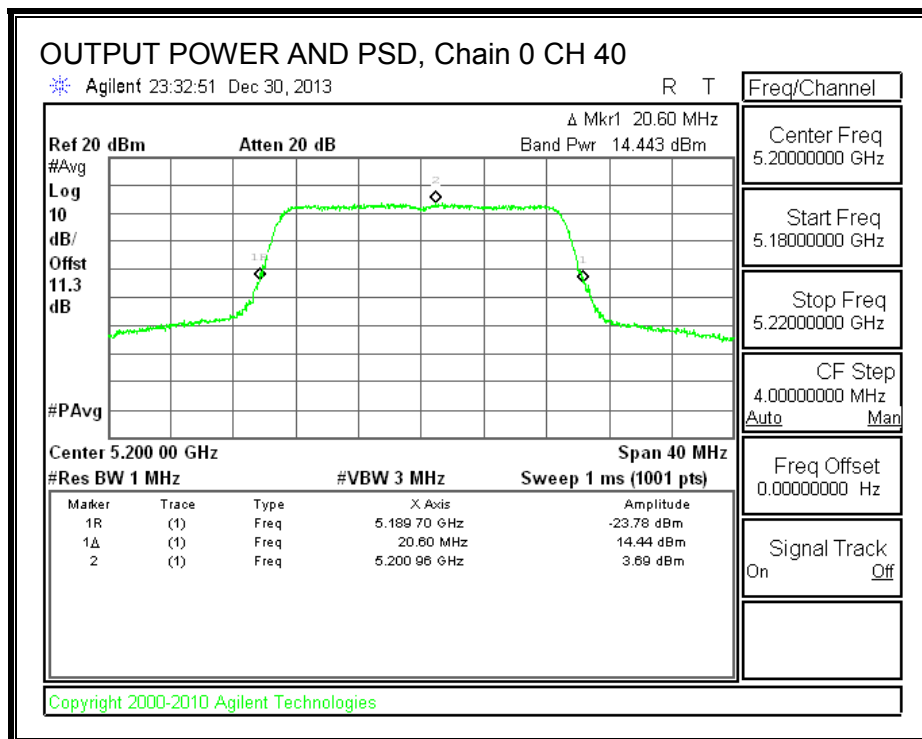 OUTPUT POWER AND PSD, Chain 0 CH 40
Agilent 23:32:51 Dec 30, 2013 R T
Δ Mkr1 20.60 MHz
Ref 20 dBm Atten 20 dB Band Pwr 14.443 dBm
#Avg
Log
10
dB/
Offst
11.3
dB
#PAvg
2
1R
1
Center 5.200 00 GHz Span 40 MHz
#Res BW 1 MHz #VBW 3 MHz Sweep 1 ms (1001 pts)
Marker Trace Type X Axis Amplitude
1R (1) Freq 5.189 70 GHz -23.78 dBm
1Δ (1) Freq 20.60 MHz 14.44 dBm
2 (1) Freq 5.200 96 GHz 3.69 dBm
Freq/Channel
Center Freq
5.20000000 GHz
Start Freq
5.18000000 GHz
Stop Freq
5.22000000 GHz
CF Step
4.00000000 MHz
Auto Man
Freq Offset
0.00000000 Hz
Signal Track
On Off
Copyright 2000-2010 Agilent Technologies